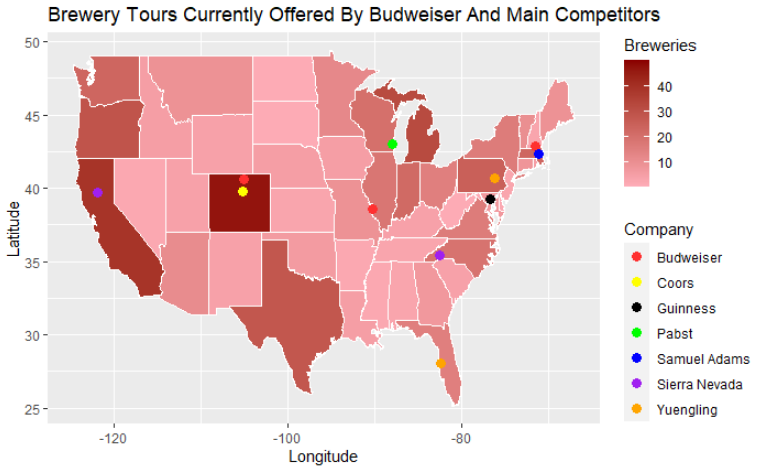 Brewery Tours Currently Offered By Budweiser And Main Competitors
50
45
40
35
30
25
Latitude
-120
-100
-80
Longitude
Breweries
40
30
20
10
Company
Budweiser
Coors
Guinness
Pabst
Samuel Adams
Sierra Nevada
Yuengling